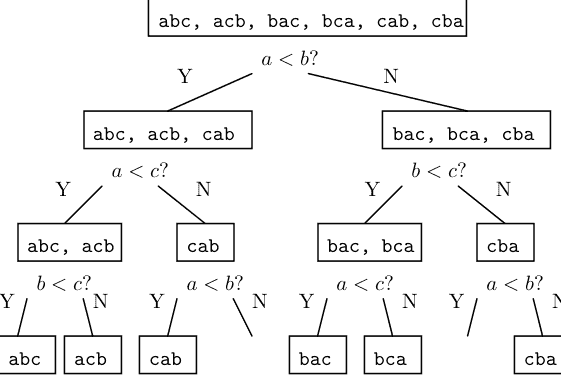 abc, acb, bac, bca, cab, cba
a < b?
Y N
abc, acb, cab bac, bca, cba
a < c? b < c?
Y N Y N
abc, acb cab bac, bca cba
b < c? a < b? a < c? a < b?
Y N Y N Y N Y N
abc acb cab bac bca cba